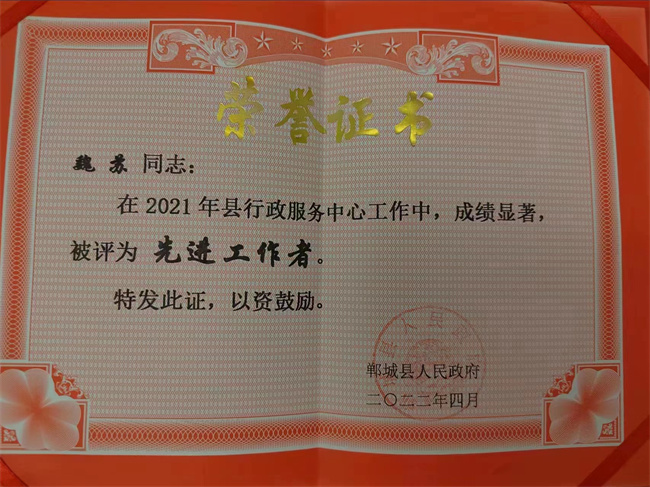 荣誉证书
魏苏同志：
在2021年县行政服务中心工作中，成绩显著，
被评为先进工作者。
特发此证，以资鼓励。
郸城县人民政府
二〇二二年四月